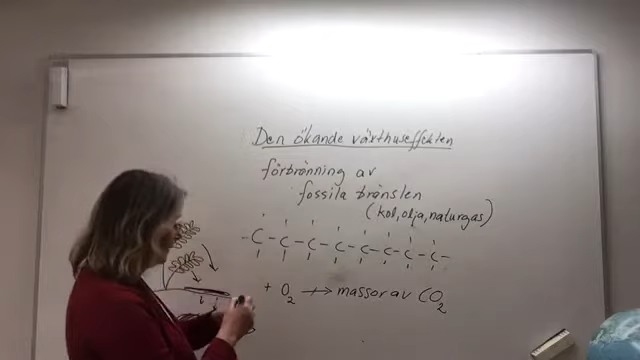 Den ökande växthuseffekten
förbränning av
fossila bränslen
(kol, olja, naturgas)
- C - C - C - C - C - C - C - C -
+ O₂ → massor av CO₂